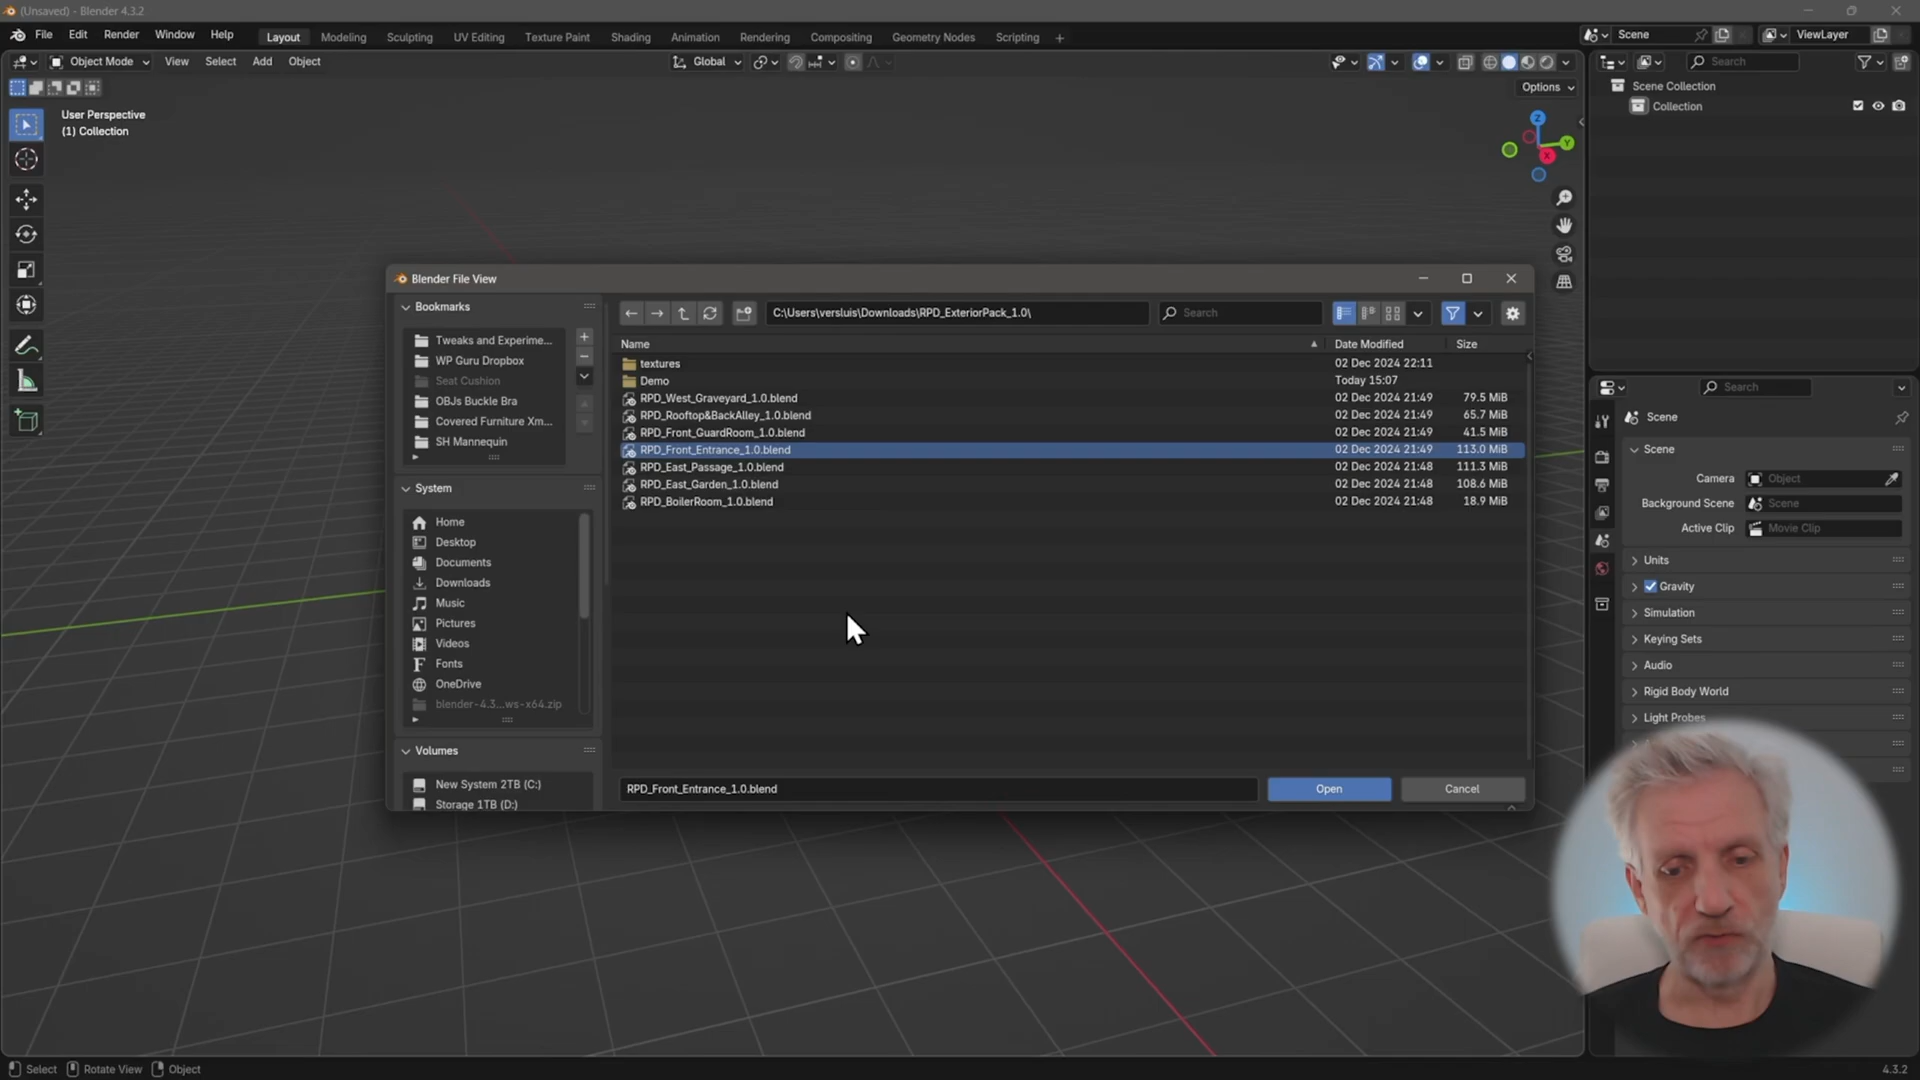 (Unsaved) - Blender 4.3.2
File Edit Render Window Help Layout Modeling Sculpting UV Editing Texture Paint Shading Animation Rendering Compositing Geometry Nodes Scripting + Scene ViewLayer
Object Mode View Select Add Object Global Search
Options
User Perspective
(1) Collection
Z
Y
X
Scene Collection
Collection
Blender File View
Bookmarks
Tweaks and Experime...
WP Guru Dropbox
Seat Cushion
OBJs Buckle Bra
Covered Furniture Xm...
SH Mannequin
System
Home
Desktop
Documents
Downloads
Music
Pictures
Videos
Fonts
OneDrive
blender-4.3...ws-x64.zip
Volumes
New System 2TB (C:)
Storage 1TB (D:)
C:\Users\versluis\Downloads\RPD_ExteriorPack_1.0\ Search
Name Date Modified Size
textures 02 Dec 2024 22:11
Demo Today 15:07
RPD_West_Graveyard_1.0.blend 02 Dec 2024 21:49 79.5 MiB
RPD_Rooftop&BackAlley_1.0.blend 02 Dec 2024 21:49 65.7 MiB
RPD_Front_GuardRoom_1.0.blend 02 Dec 2024 21:49 41.5 MiB
RPD_Front_Entrance_1.0.blend 02 Dec 2024 21:49 113.0 MiB
RPD_East_Passage_1.0.blend 02 Dec 2024 21:48 111.3 MiB
RPD_East_Garden_1.0.blend 02 Dec 2024 21:48 108.6 MiB
RPD_BoilerRoom_1.0.blend 02 Dec 2024 21:48 18.9 MiB
RPD_Front_Entrance_1.0.blend Open Cancel
Search
Scene
Scene
Camera Object
Background Scene Scene
Active Clip Movie Clip
Units
Gravity
Simulation
Keying Sets
Audio
Rigid Body World
Light Probes
Select Rotate View Object 4.3.2